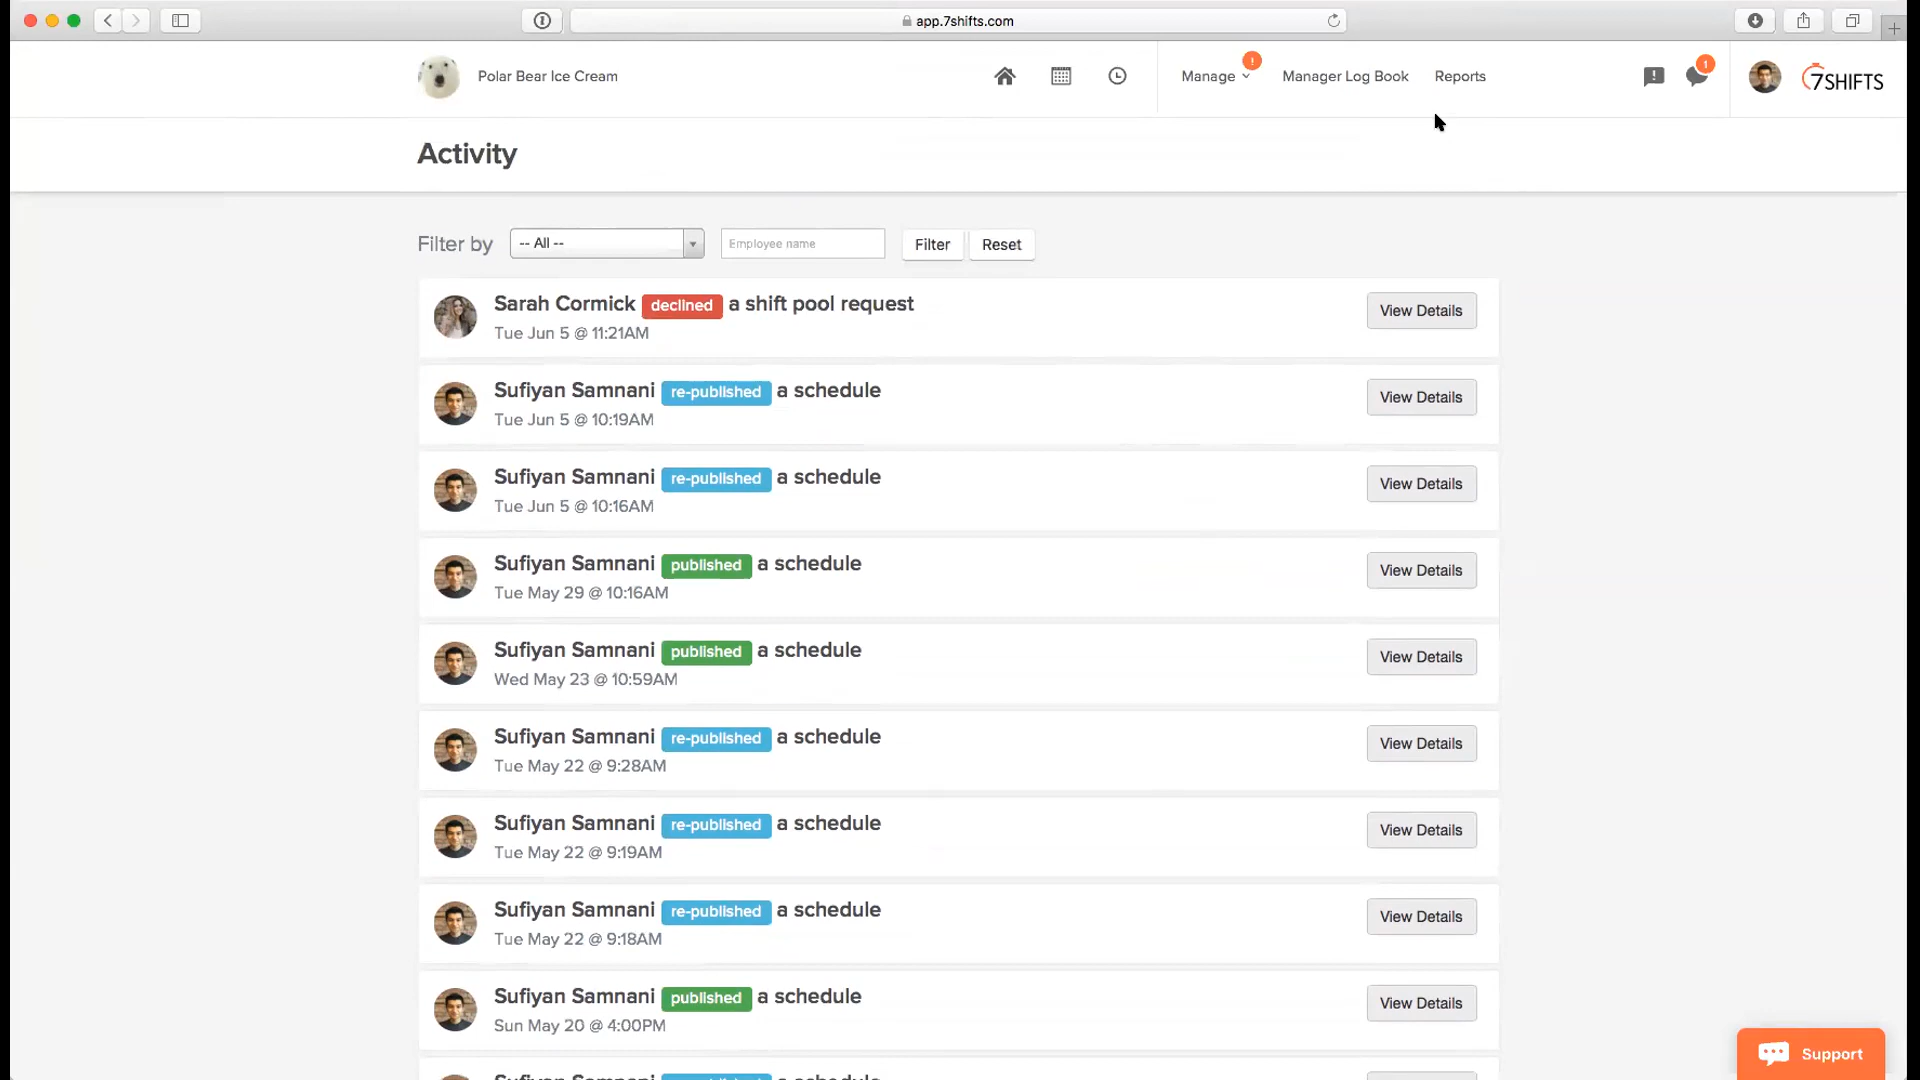 app.7shifts.com
Polar Bear Ice Cream
Manage !
Manager Log Book
Reports
1
7SHIFTS
Activity
Filter by
-- All --
Employee name
Filter
Reset
Sarah Cormick declined a shift pool request
Tue Jun 5 @ 11:21AM
View Details
Sufiyan Samnani re-published a schedule
Tue Jun 5 @ 10:19AM
View Details
Sufiyan Samnani re-published a schedule
Tue Jun 5 @ 10:16AM
View Details
Sufiyan Samnani published a schedule
Tue May 29 @ 10:16AM
View Details
Sufiyan Samnani published a schedule
Wed May 23 @ 10:59AM
View Details
Sufiyan Samnani re-published a schedule
Tue May 22 @ 9:28AM
View Details
Sufiyan Samnani re-published a schedule
Tue May 22 @ 9:19AM
View Details
Sufiyan Samnani re-published a schedule
Tue May 22 @ 9:18AM
View Details
Sufiyan Samnani published a schedule
Sun May 20 @ 4:00PM
View Details
Support